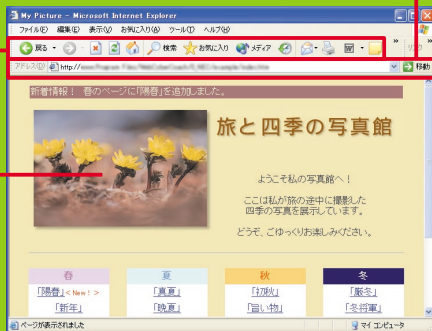 My Picture - Microsoft Internet Explorer
ファイル(F) 編集(E) 表示(V) お気に入り(A) ツール(T) ヘルプ(H)
戻る 検索 お気に入り メディア
アドレス(D) http:// 移動
リンク
新着情報! 春のページに「陽春」を追加しました。
旅と四季の写真館
ようこそ私の写真館へ!
ここは私が旅の途中に撮影した
四季の写真を展示しています。
どうぞ、ごゆっくりお楽しみください。
春 夏 秋 冬
「陽春」<New!> 「真夏」 「初秋」 「厳冬」
「新年」 「晩夏」 「旨い物」 「冬将軍」
ページが表示されました マイ コンピュータ